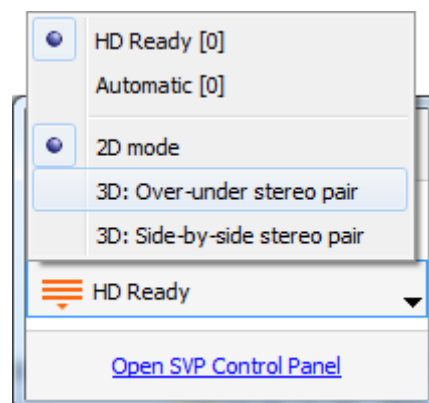 HD Ready [0]
Automatic [0]
2D mode
3D: Over-under stereo pair
3D: Side-by-side stereo pair
HD Ready
Open SVP Control Panel